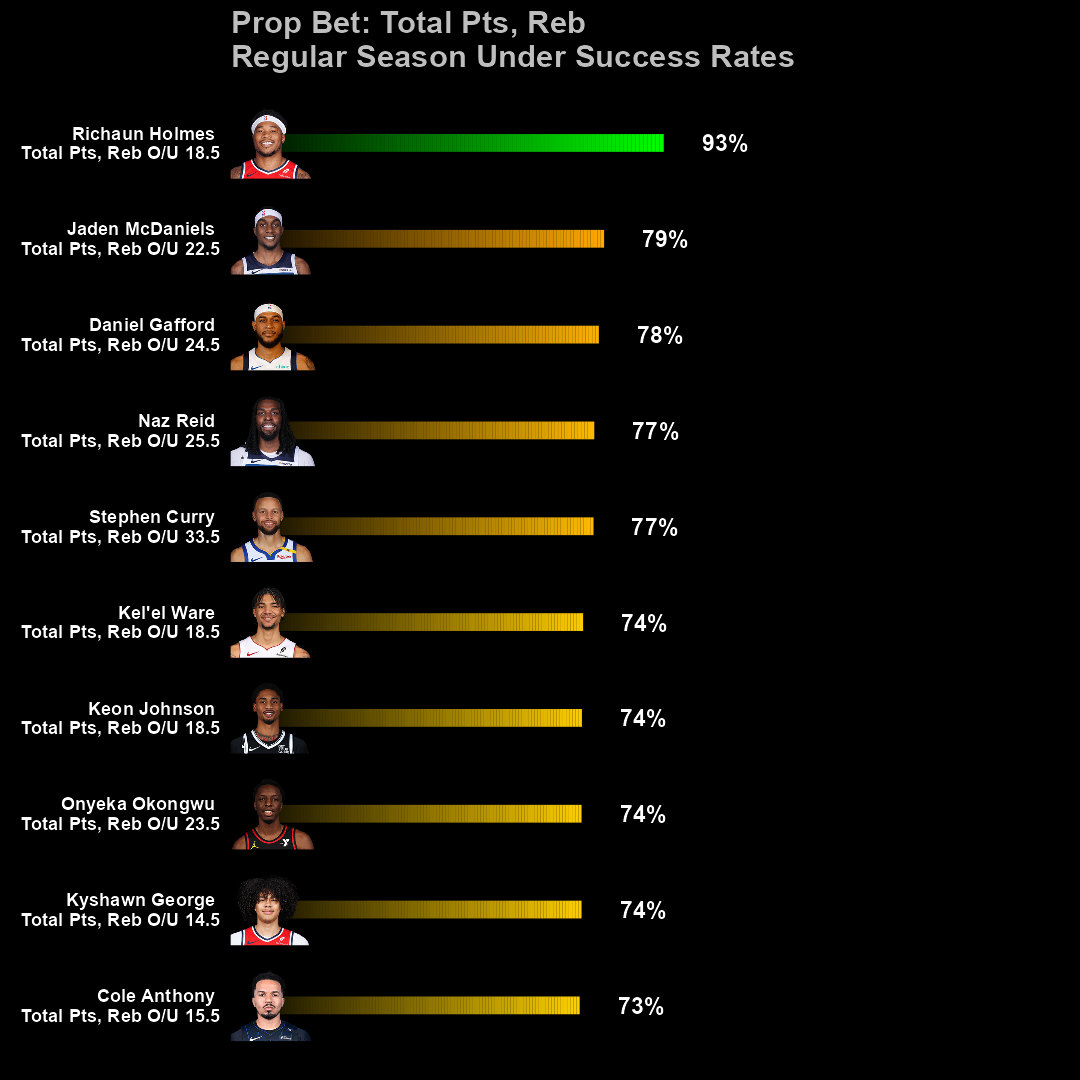 Prop Bet: Total Pts, Reb
Regular Season Under Success Rates
Richaun Holmes
Total Pts, Reb O/U 18.5
93%
Jaden McDaniels
Total Pts, Reb O/U 22.5
79%
Daniel Gafford
Total Pts, Reb O/U 24.5
78%
Naz Reid
Total Pts, Reb O/U 25.5
77%
Stephen Curry
Total Pts, Reb O/U 33.5
77%
Kel'el Ware
Total Pts, Reb O/U 18.5
74%
Keon Johnson
Total Pts, Reb O/U 18.5
74%
Onyeka Okongwu
Total Pts, Reb O/U 23.5
74%
Kyshawn George
Total Pts, Reb O/U 14.5
74%
Cole Anthony
Total Pts, Reb O/U 15.5
73%